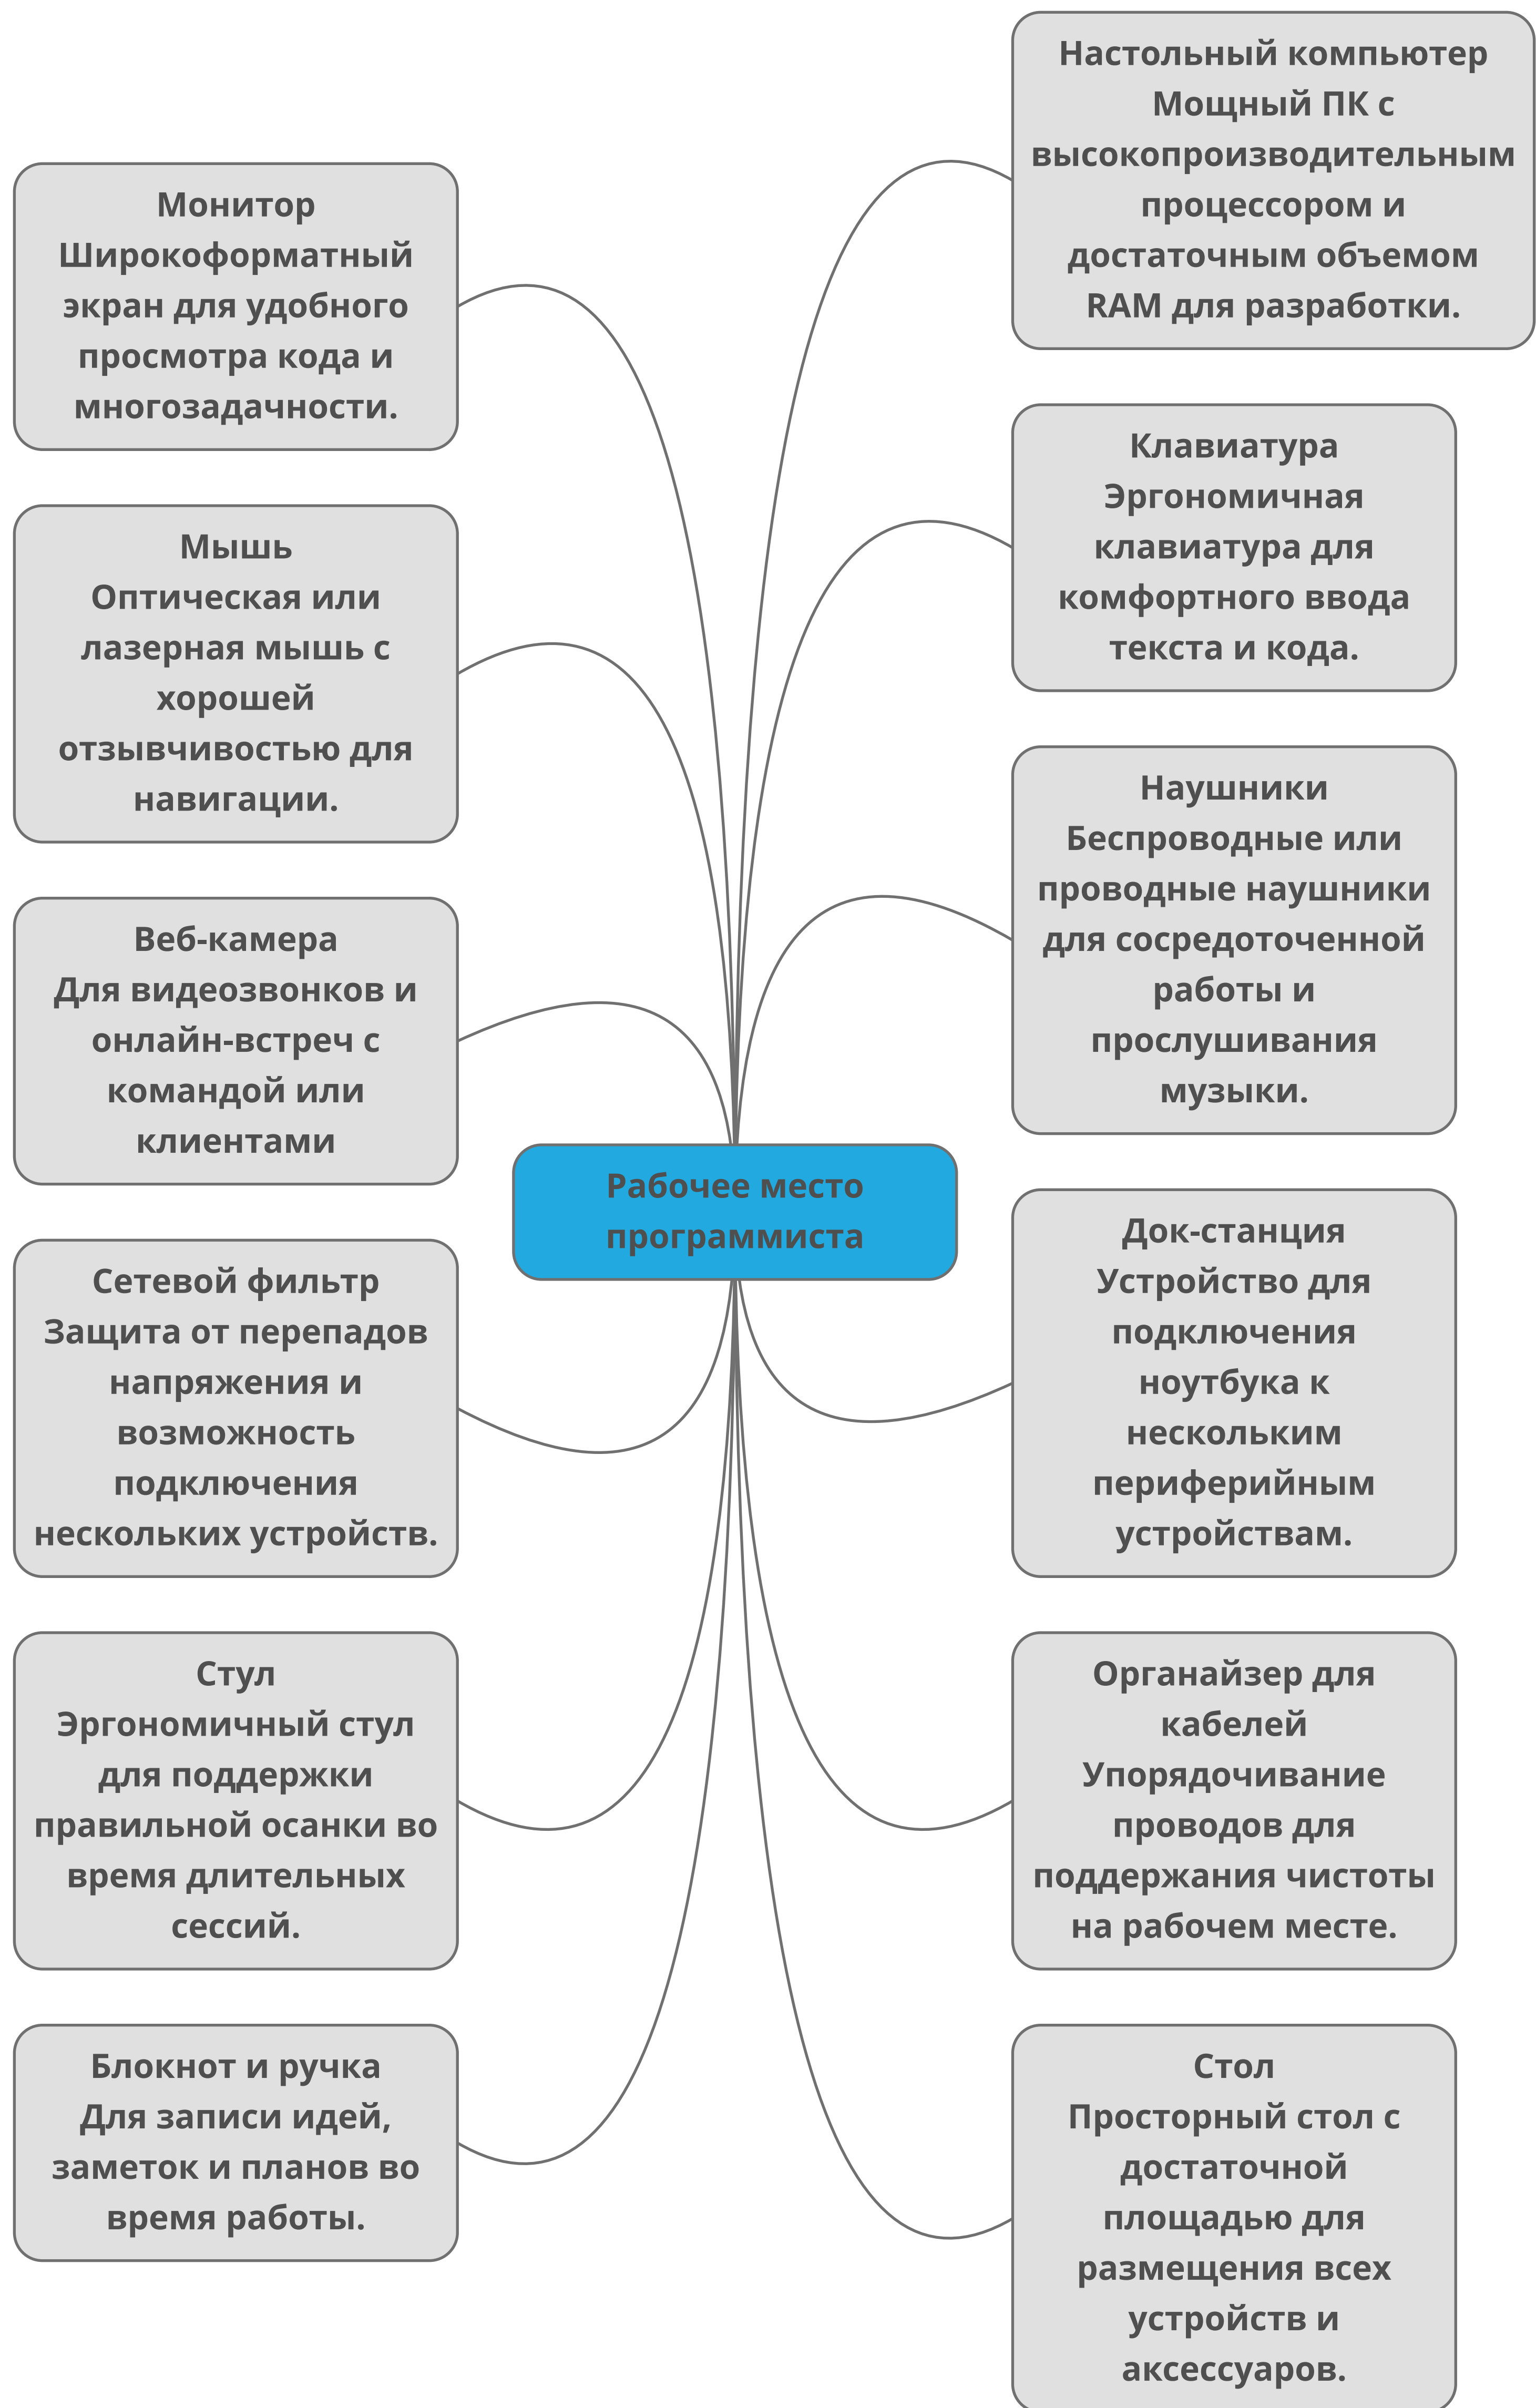 Настольный компьютер
Мощный ПК с
высокопроизводительным
процессором и
достаточным объемом
RAM для разработки.
Монитор
Широкоформатный
экран для удобного
просмотра кода и
многозадачности.
Клавиатура
Эргономичная
клавиатура для
комфортного ввода
текста и кода.
Мышь
Оптическая или
лазерная мышь с
хорошей
отзывчивостью для
навигации.
Наушники
Беспроводные или
проводные наушники
для сосредоточенной
работы и
прослушивания
музыки.
Веб-камера
Для видеозвонков и
онлайн-встреч с
командой или
клиентами
Рабочее место
программиста
Док-станция
Устройство для
подключения
ноутбука к
нескольким
периферийным
устройствам.
Сетевой фильтр
Защита от перепадов
напряжения и
возможность
подключения
нескольких устройств.
Органайзер для
кабелей
Упорядочивание
проводов для
поддержания чистоты
на рабочем месте.
Стул
Эргономичный стул
для поддержки
правильной осанки во
время длительных
сессий.
Стол
Просторный стол с
достаточной
площадью для
размещения всех
устройств и
аксессуаров.
Блокнот и ручка
Для записи идей,
заметок и планов во
время работы.